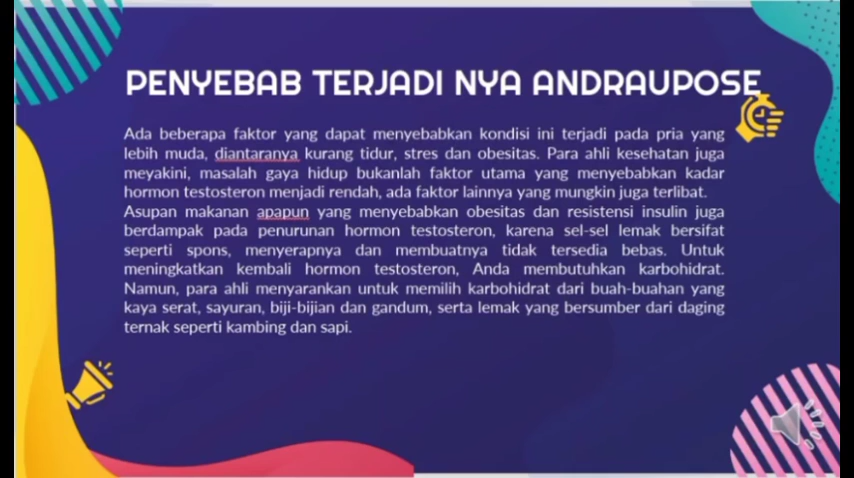 PENYEBAB TERJADI NYA ANDRAUPOSE
Ada beberapa faktor yang dapat menyebabkan kondisi ini terjadi pada pria yang
lebih muda, diantaranya kurang tidur, stres dan obesitas. Para ahli kesehatan juga
meyakini, masalah gaya hidup bukanlah faktor utama yang menyebabkan kadar
hormon testosteron menjadi rendah, ada faktor lainnya yang mungkin juga terlibat.
Asupan makanan apapun yang menyebabkan obesitas dan resistensi insulin juga
berdampak pada penurunan hormon testosteron, karena sel-sel lemak bersifat
seperti spons, menyerapnya dan membuatnya tidak tersedia bebas. Untuk
meningkatkan kembali hormon testosteron, Anda membutuhkan karbohidrat.
Namun, para ahli menyarankan untuk memilih karbohidrat dari buah-buahan yang
kaya serat, sayuran, biji-bijian dan gandum, serta lemak yang bersumber dari daging
ternak seperti kambing dan sapi.